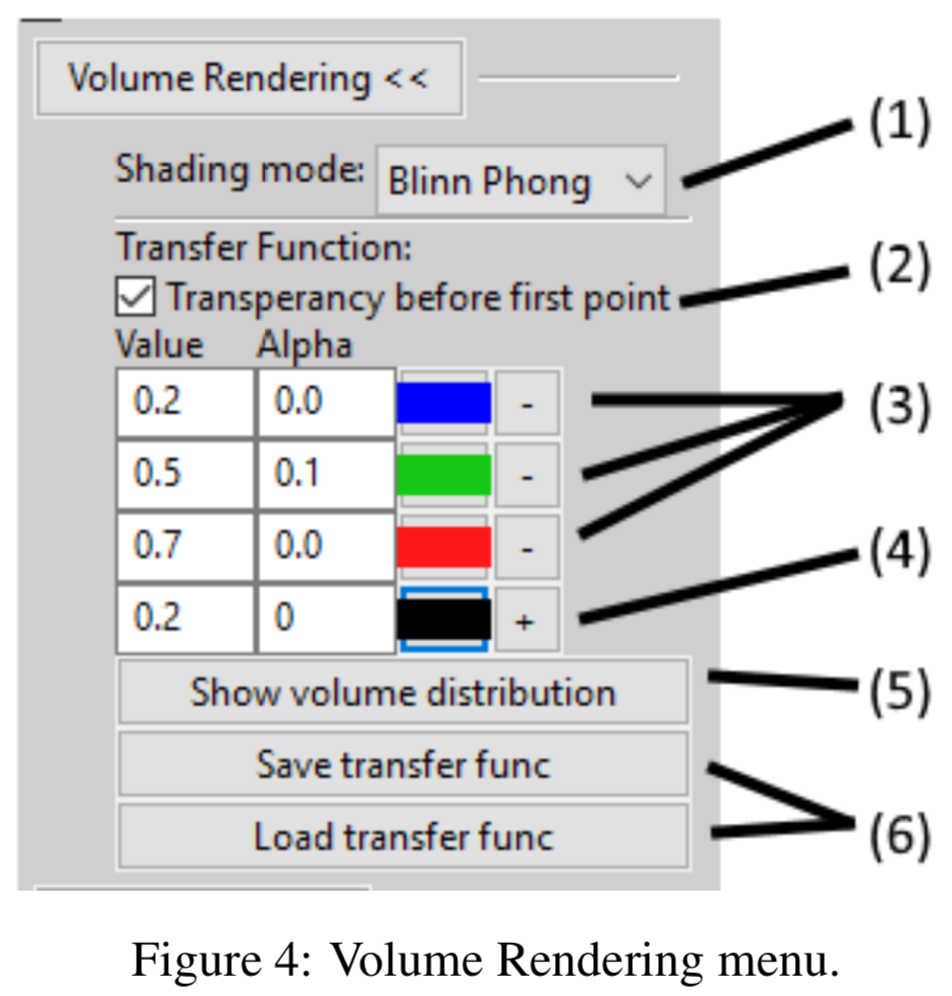 Volume Rendering <<
(1)
Shading mode: Blinn Phong
Transfer Function:
(2)
Transperancy before first point
Value Alpha
0.2 0.0 -
(3)
0.5 0.1 -
0.7 0.0 -
(4)
0.2 0 +
Show volume distribution
(5)
Save transfer func
Load transfer func
(6)
Figure 4: Volume Rendering menu.